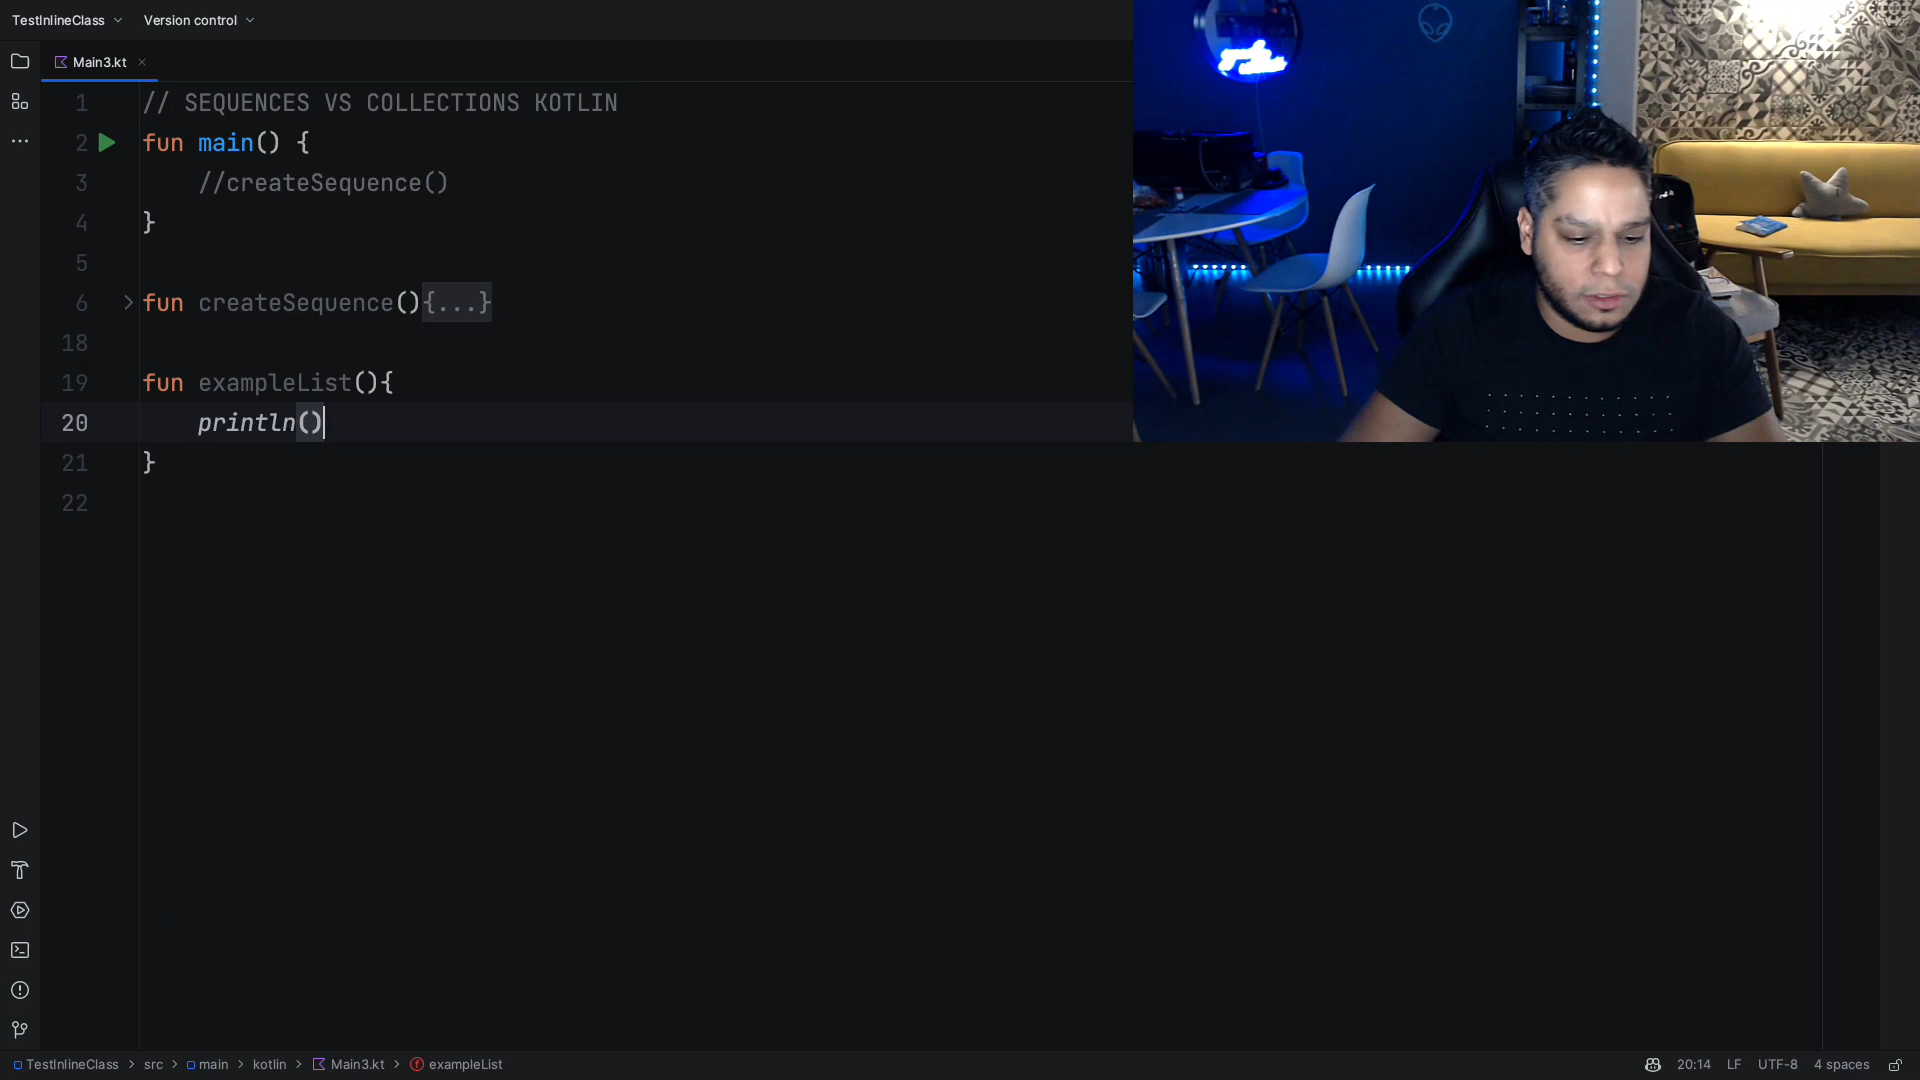 TestInlineClass Version control
Main3.kt
1 // SEQUENCES VS COLLECTIONS KOTLIN
2 fun main() {
3 //createSequence()
4 }
5
6 fun createSequence(){...}
18
19 fun exampleList(){
20 println()
21 }
22
TestInlineClass > src > main > kotlin > Main3.kt > exampleList 20:14 LF UTF-8 4 spaces